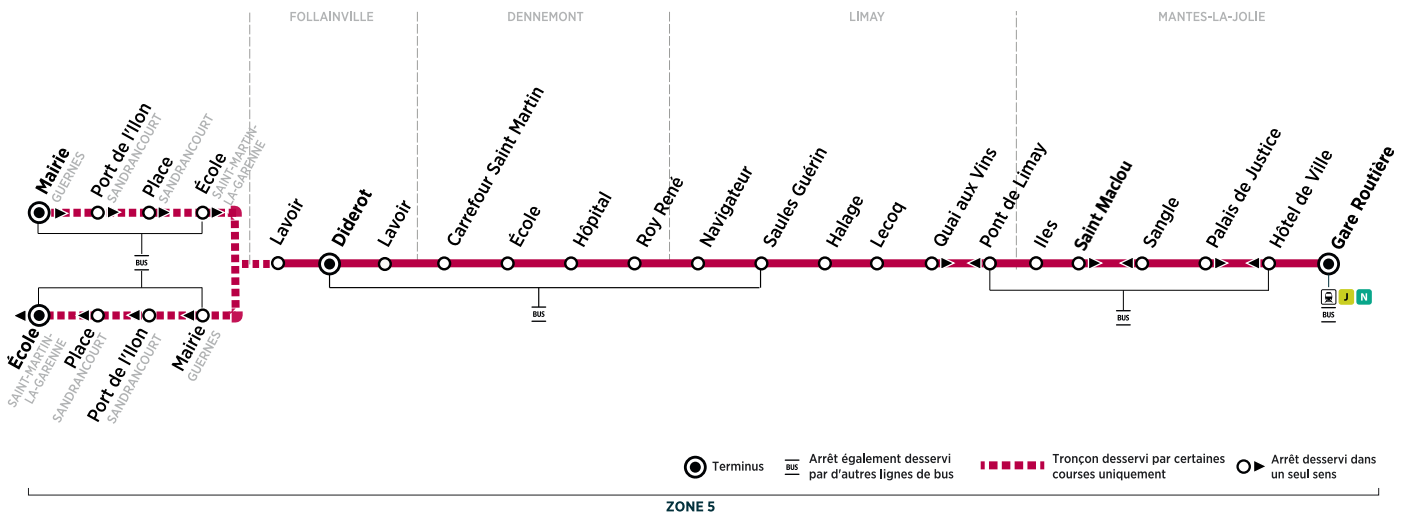 FOLLAINVILLE
DENNEMONT
LIMAY
MANTES-LA-JOLIE
Mairie
GUERNES
Port de l'Ilon
SANDRANCOURT
Place
SANDRANCOURT
École
SAINT-MARTIN-
LA-GARENNE
Lavoir
Diderot
Lavoir
Carrefour Saint Martin
École
Hôpital
Roy René
Navigateur
Saules Guérin
Halage
Lecoq
Quai aux Vins
Pont de Limay
Iles
Saint Maclou
Sangle
Palais de Justice
Hôtel de Ville
Gare Routière
BUS
BUS
BUS
J N
BUS
École
SAINT-MARTIN-
LA-GARENNE
Place
SANDRANCOURT
Port de l'Ilon
SANDRANCOURT
Mairie
GUERNES
Terminus
BUS
Arrêt également desservi
par d'autres lignes de bus
Tronçon desservi par certaines
courses uniquement
Arrêt desservi dans
un seul sens
ZONE 5